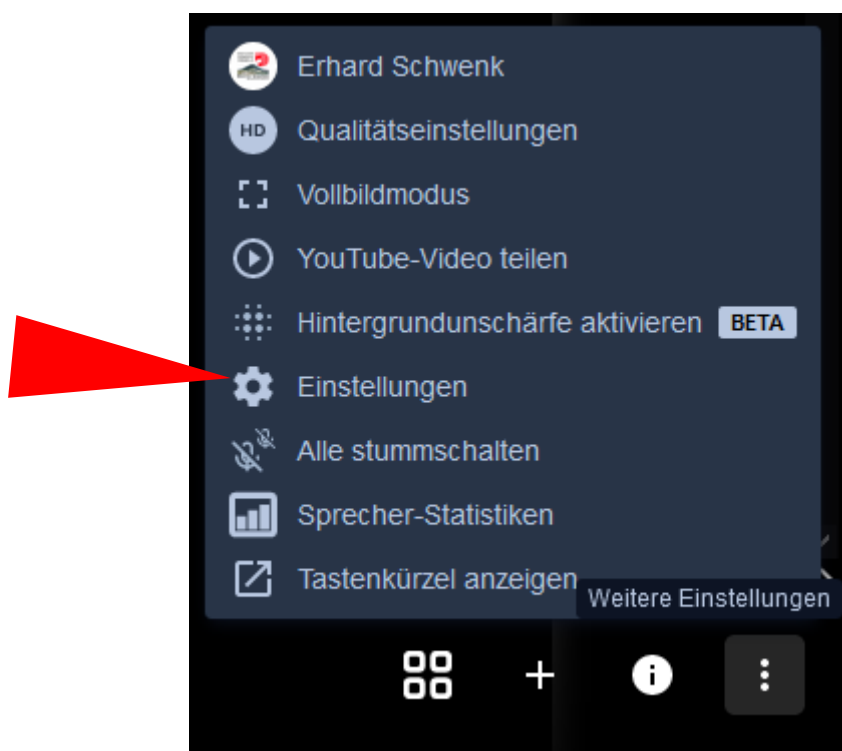 Erhard Schwenk
HD Qualitätseinstellungen
Vollbildmodus
YouTube-Video teilen
Hintergrundunschärfe aktivieren BETA
Einstellungen
Alle stummschalten
Sprecher-Statistiken
Tastenkürzel anzeigen
Weitere Einstellungen